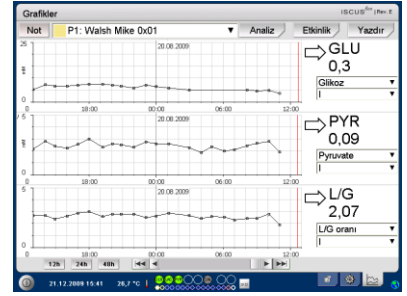 Grafikler
ISCUSflex | Rev. E
Not P1: Walsh Mike 0x01 Analiz Etkinlik Yazdır
25 20.08.2009
mM
0 18:00 00:00 06:00 12:00
GLU
0,3
Glikoz
I
20.08.2009
0 18:00 00:00 06:00 12:00
PYR
0,09
Pyruvate
I
5 20.08.2009
0 18:00 00:00 06:00 12:00
L/G
2,07
L/G oranı
I
12h 24h 48h
21.12.2009 15:41 26,7 °C